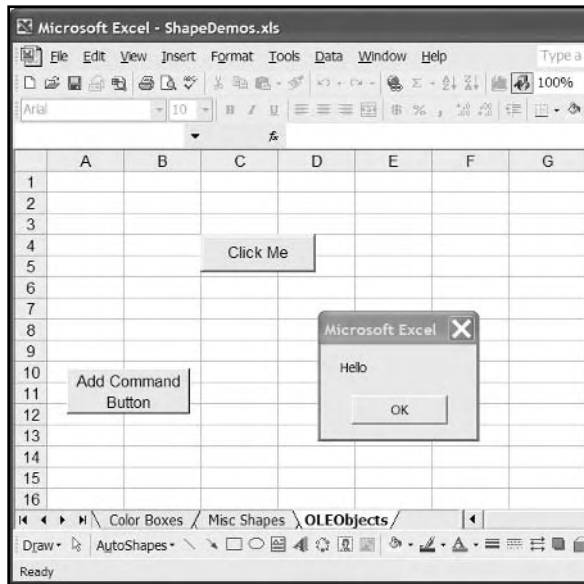 Microsoft Excel - ShapeDemos.xls
File Edit View Insert Format Tools Data Window Help Type a
100%
Arial 10 B I U %
fx
A B C D E F G
1
2
3
4
Click Me
5
6
7
8
Microsoft Excel
9
Hello
10
Add Command
Button
11
OK
12
13
14
15
16
Color Boxes Misc Shapes OLEObjects
Draw AutoShapes
Ready